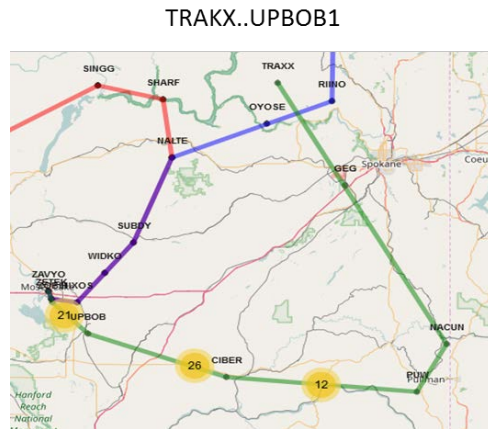 TRAKX..UPBOB1
SINGG
SHARF
TRAXX
RIINO
OYOSE
NALTE
Spokane
Coeu
GEG
SUBDY
WIDKO
ZAVYO
21
UPBOB
26
CIBER
12
NACUN
PUW
Pullman
Hanford
Reach
National